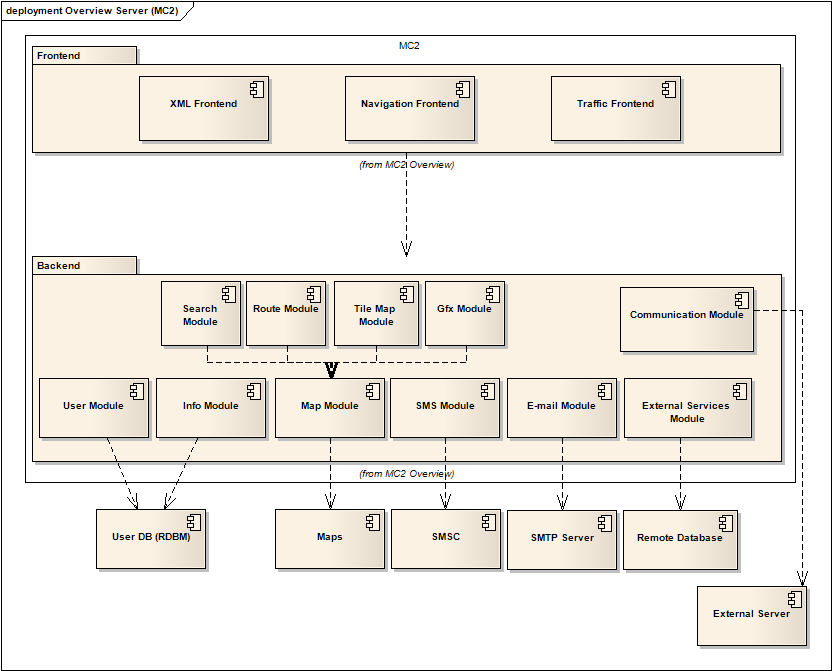 deployment Overview Server (MC2)
MC2
Frontend
XML Frontend
Navigation Frontend
Traffic Frontend
(from MC2 Overview)
Backend
Search
Module
Route Module
Tile Map
Module
Gfx Module
Communication Module
User Module
Info Module
Map Module
SMS Module
E-mail Module
External Services
Module
(from MC2 Overview)
User DB (RDBM)
Maps
SMSC
SMTP Server
Remote Database
External Server